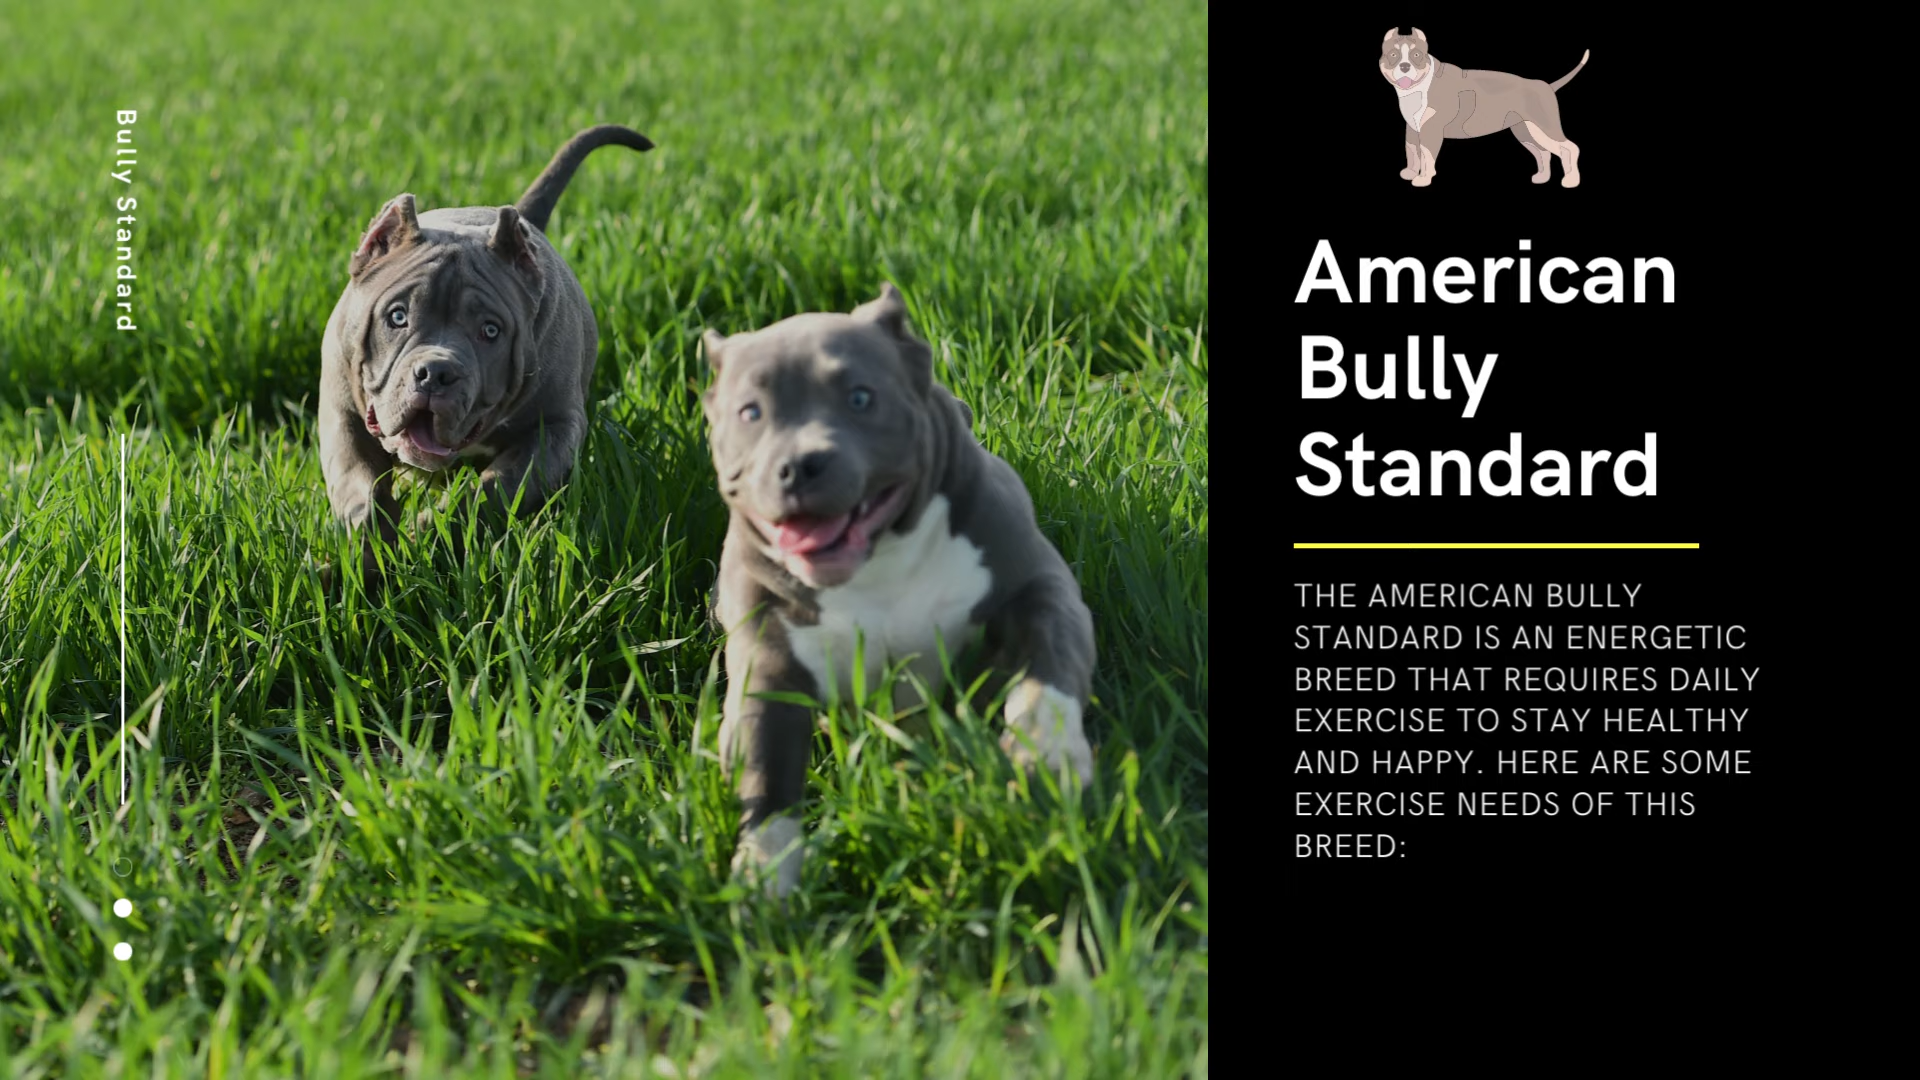 Bully Standard
American
Bully
Standard
THE AMERICAN BULLY
STANDARD IS AN ENERGETIC
BREED THAT REQUIRES DAILY
EXERCISE TO STAY HEALTHY
AND HAPPY. HERE ARE SOME
EXERCISE NEEDS OF THIS
BREED: